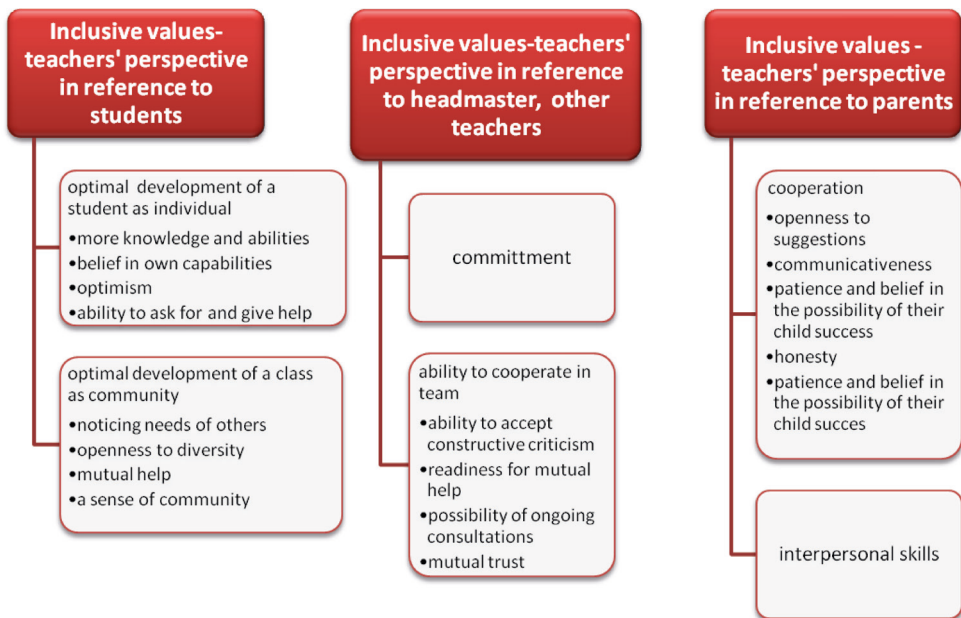 Inclusive values-
teachers' perspective
in reference to
students
optimal development of a
student as individual
•more knowledge and abilities
•belief in own capabilities
•optimism
•ability to ask for and give help
optimal development of a class
as community
•noticing needs of others
•openness to diversity
•mutual help
•a sense of community
Inclusive values-teachers'
perspective in reference
to headmaster, other
teachers
committment
ability to cooperate in
team
•ability to accept
constructive criticism
•readiness for mutual
help
•possibility of ongoing
consultations
•mutual trust
Inclusive values -
teachers' perspective
in reference to parents
cooperation
•openness to
suggestions
•communicativeness
•patience and belief in
the possibility of their
child success
•honesty
•patience and belief in
the possibility of their
child succes
interpersonal skills